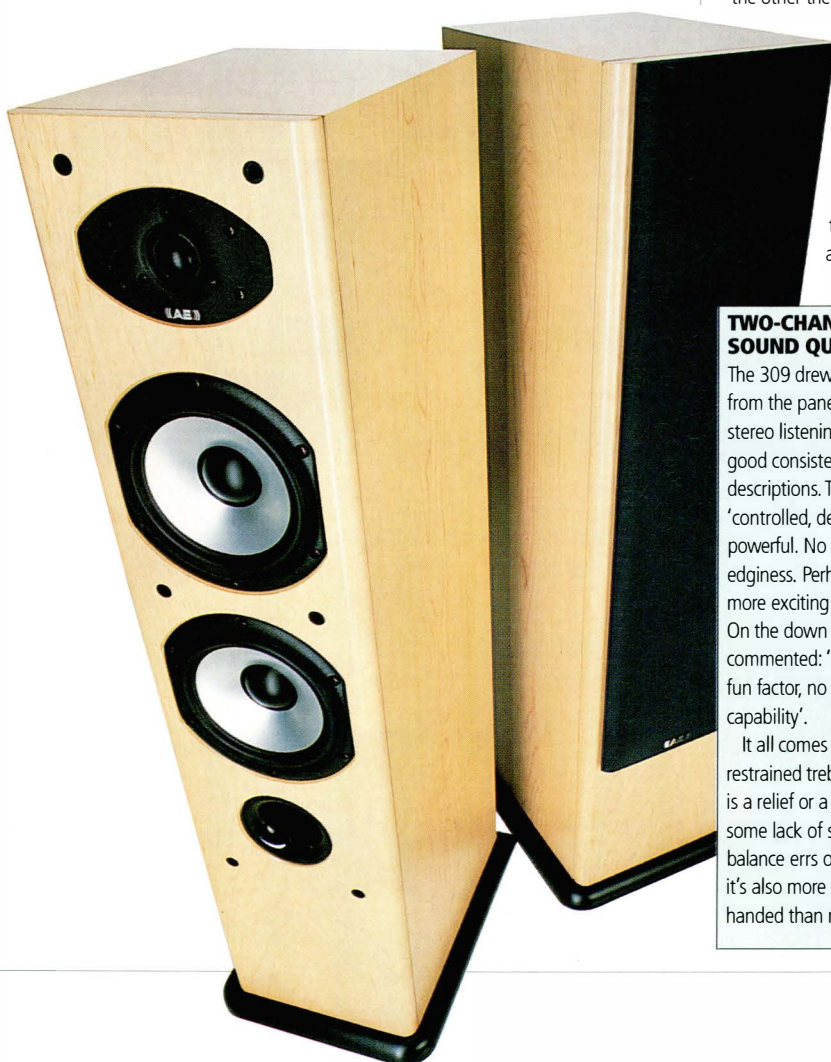 the other the
((AE))
((AE))
TWO-CHAN
SOUND QU
The 309 drew
from the pane
stereo listenin
good consiste
descriptions. T
'controlled, de
powerful. No
edginess. Perh
more exciting
On the down
commented: '
fun factor, no
capability'.
It all comes
restrained treb
is a relief or a
some lack of s
balance errs o
it's also more
handed than r